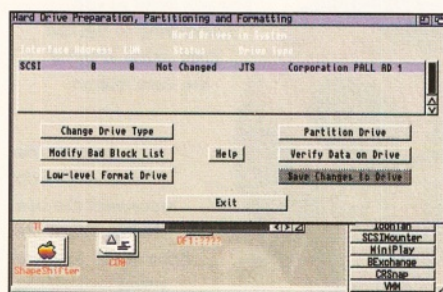 Hard Drive Preparation, Partitioning and Formatting
Hard Drives in System
Interface Address LUN Status Drive Type
SCSI 0 0 Not Changed JTS Corporation PALL AD 1
Change Drive Type
Partition Drive
Modify Bad Block List
Help
Verify Data on Drive
Low-level Format Drive
Save Changes to Drive
Exit
DF1:????
ShapeShifter
CD0
SCSIMounter
MiniPlay
BExchange
CRSnap
VMM